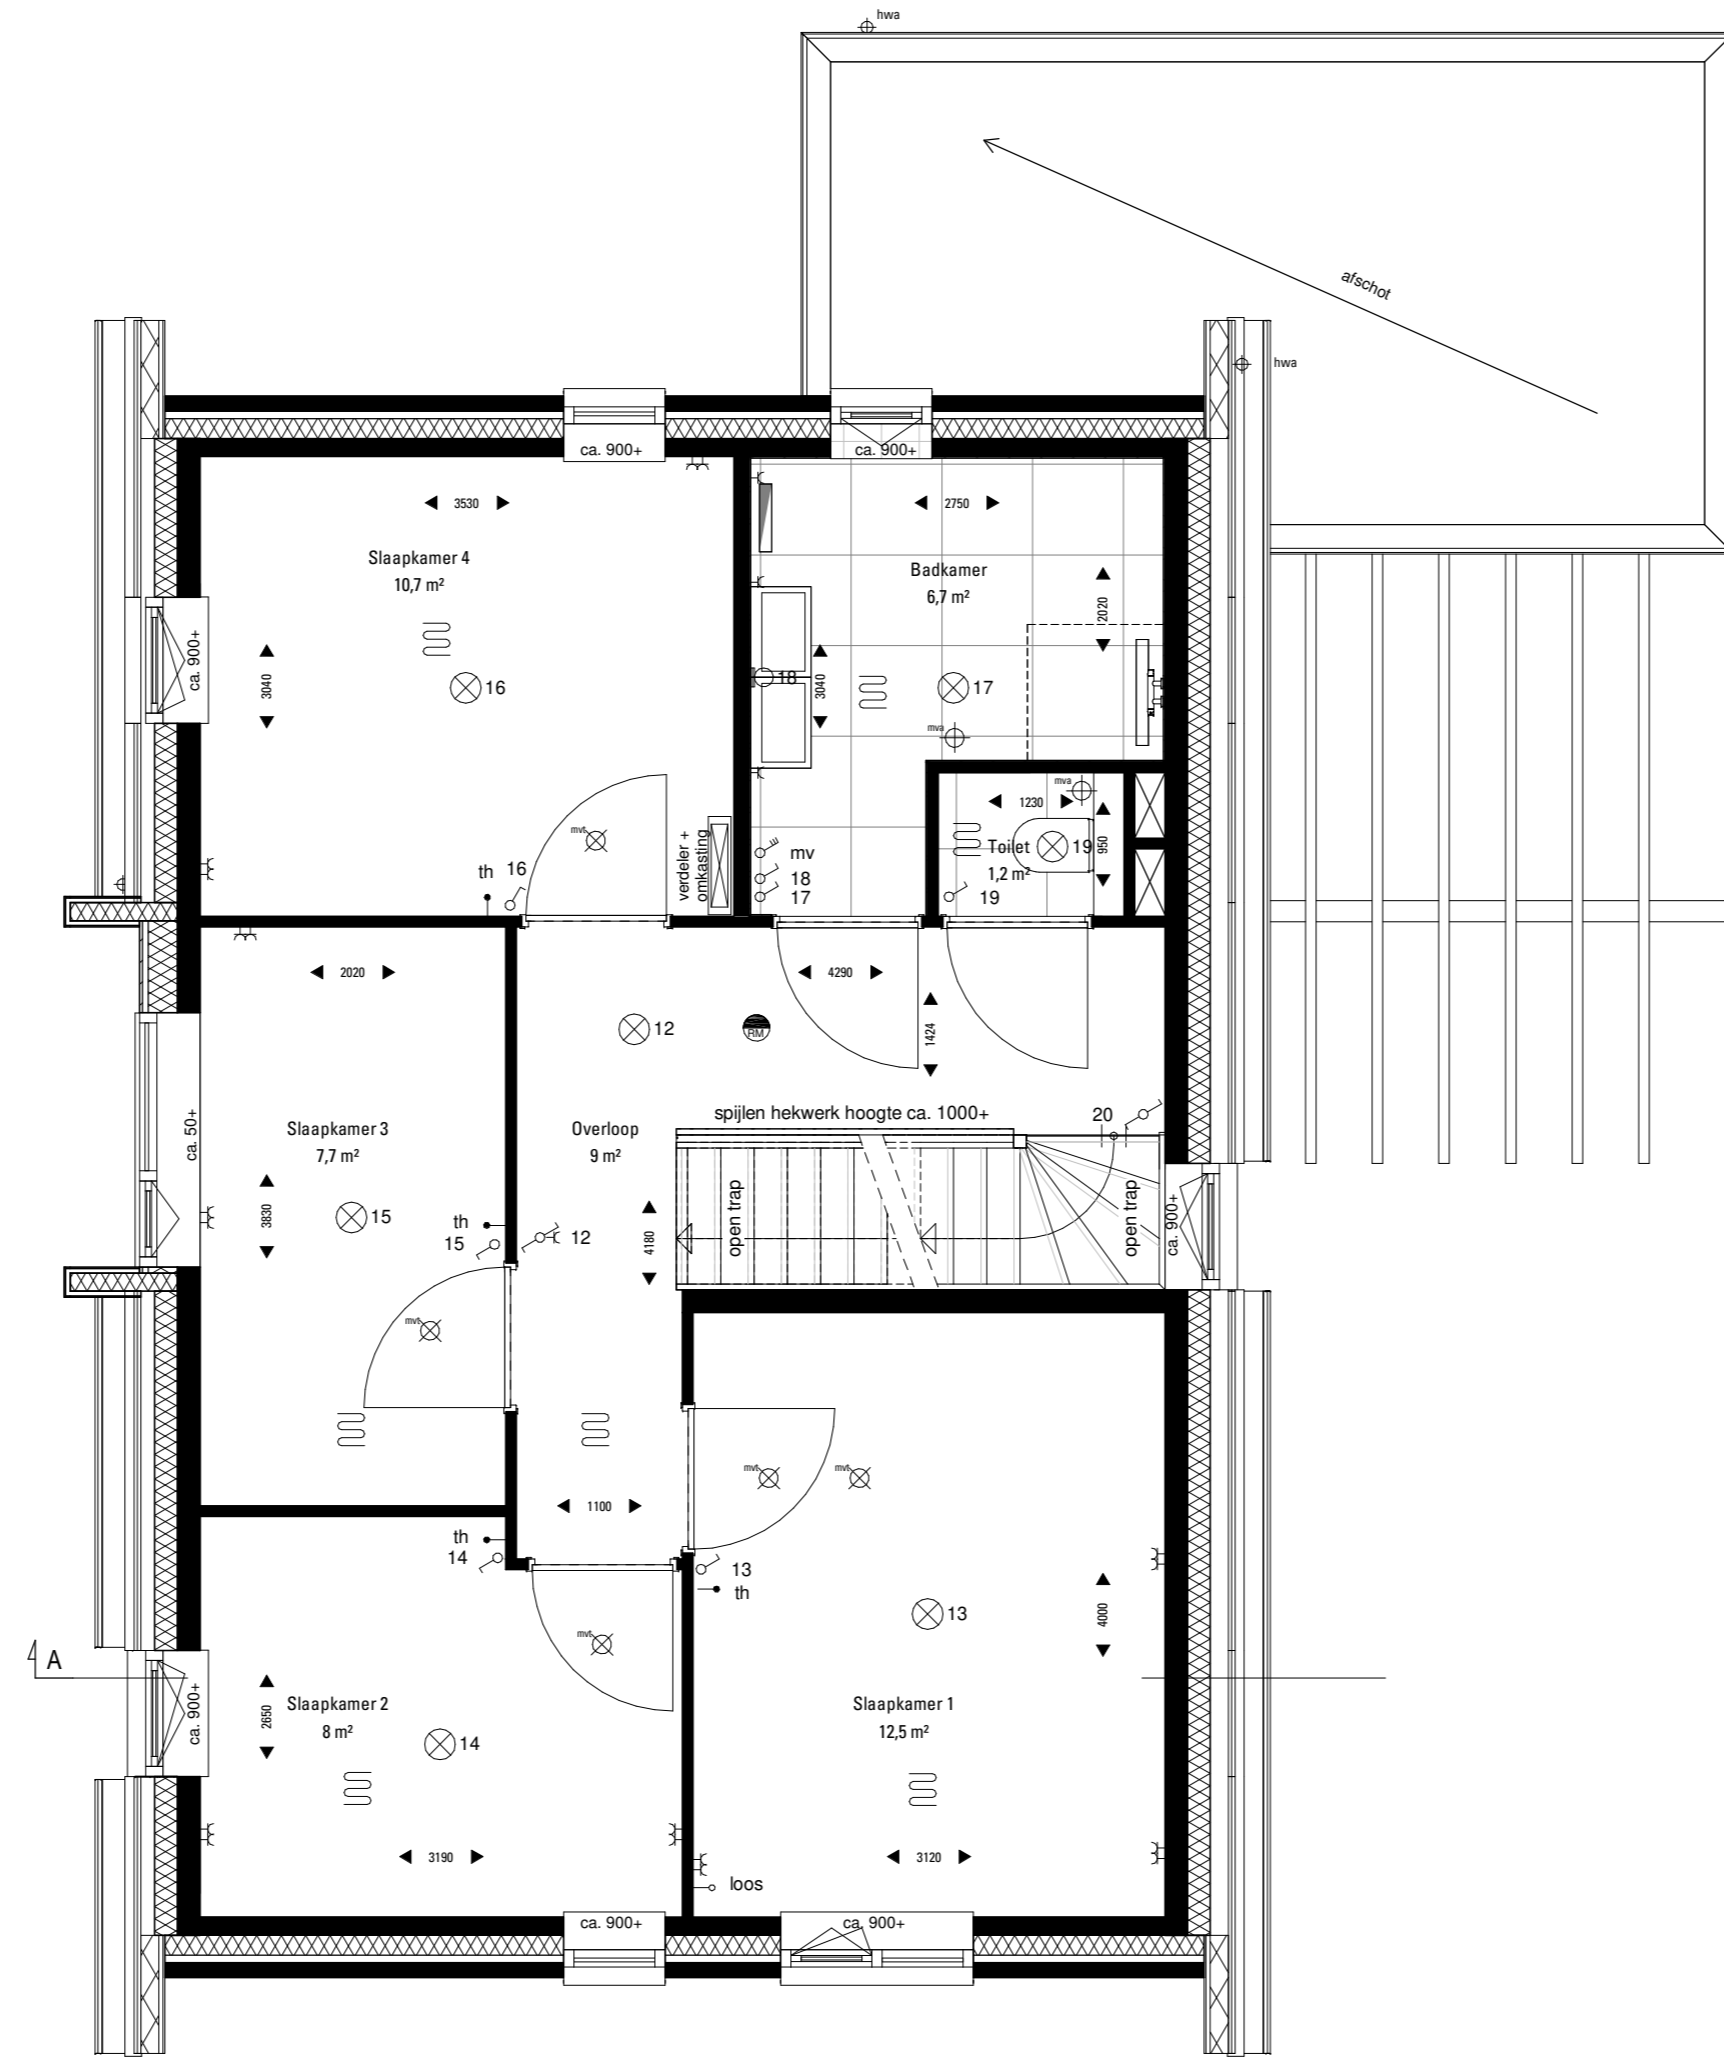 hwa
afschot
hwa
ca. 900+
ca. 900+
3530
2750
Slaapkamer 4
10,7 m²
Badkamer
6,7 m²
2020
ca. 900+
3040
16
18
3040
17
mva
mva
1230
950
mvt
verdeler +
omkasting
mv
18
17
Toilet
1,2 m²
19
19
th
16
2020
4290
12
RM
1424
ca. 50+
Slaapkamer 3
7,7 m²
Overloop
9 m²
spijlen hekwerk hoogte ca. 1000+
20
3830
15
th
15
12
4180
open trap
open trap
ca. 900+
mvt
mvt
mvt
1100
th
14
13
th
13
4000
A
mvt
ca. 900+
2650
Slaapkamer 2
8 m²
14
Slaapkamer 1
12,5 m²
3190
3120
loos
ca. 900+
ca. 900+